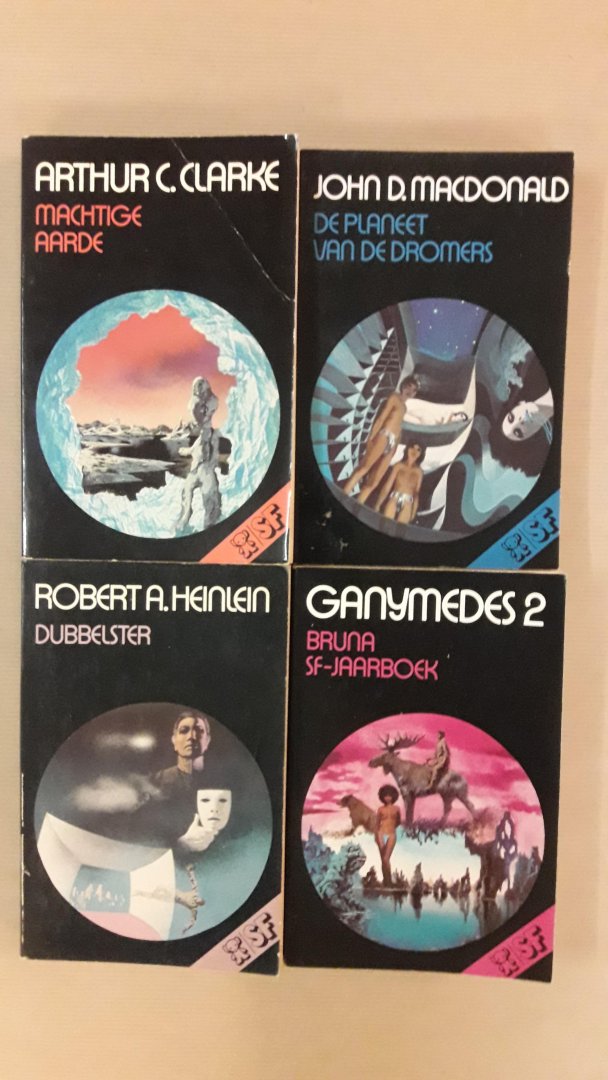 ARTHUR C. CLARKE
MACHTIGE
AARDE
SF
JOHN D. MACDONALD
DE PLANEET
VAN DE DROMERS
SF
ROBERT A. HEINLEIN
DUBBELSTER
SF
GANYMEDES 2
BRUNA
SF-JAARBOEK
SF